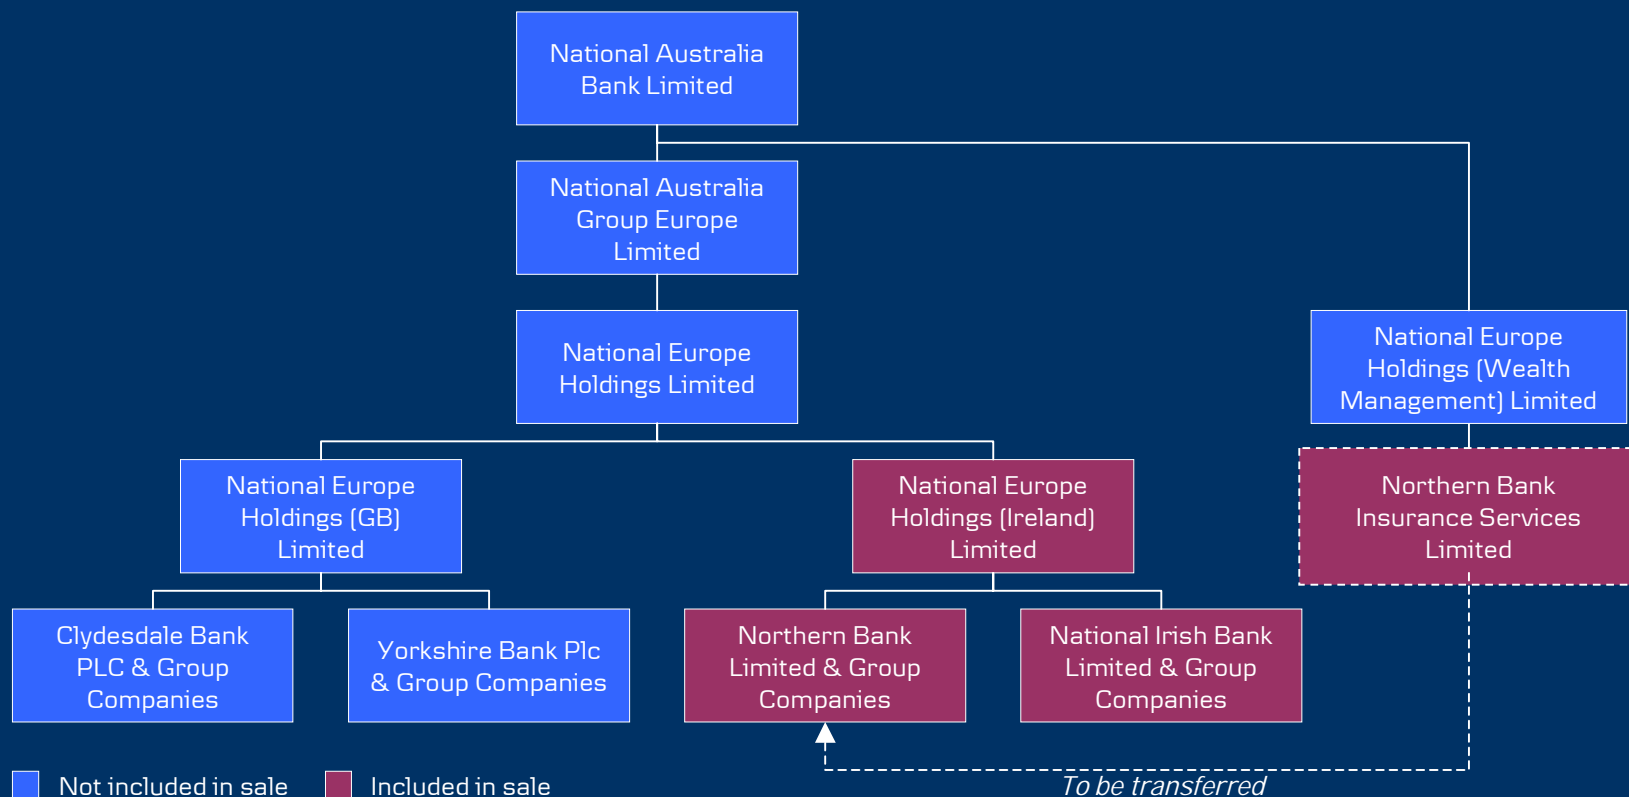 National Australia
Bank Limited
National Australia
Group Europe
Limited
National Europe
Holdings Limited
National Europe
Holdings (Wealth
Management) Limited
National Europe
Holdings (GB)
Limited
National Europe
Holdings (Ireland)
Limited
Northern Bank
Insurance Services
Limited
Clydesdale Bank
PLC & Group
Companies
Yorkshire Bank Plc
& Group Companies
Northern Bank
Limited & Group
Companies
National Irish Bank
Limited & Group
Companies
Not included in sale
Included in sale
To be transferred